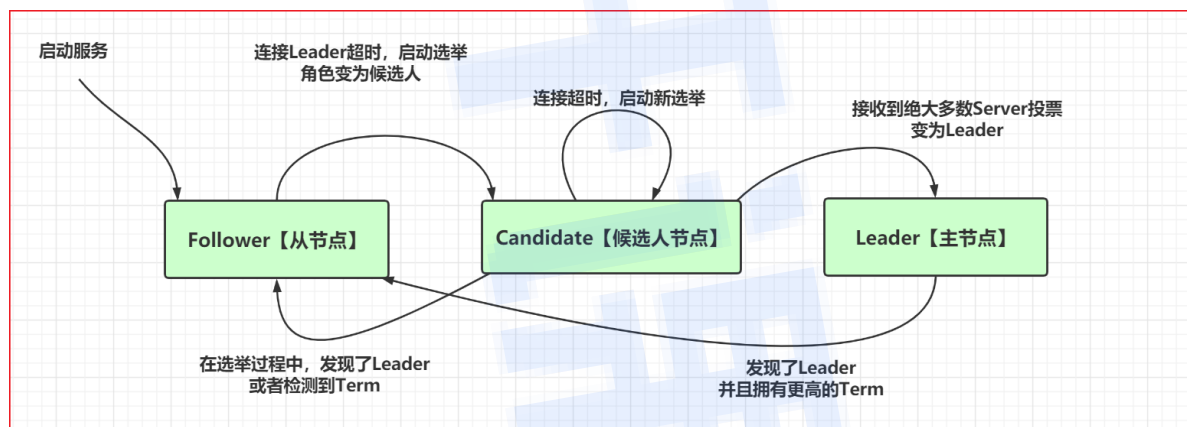 启动服务
连接Leader超时，启动选举
角色变为候选人
连接超时，启动新选举
接收到绝大多数Server投票
变为Leader
Follower【从节点】
Candidate【候选人节点】
Leader【主节点】
在选举过程中，发现了Leader
或者检测到Term
发现了Leader
并且拥有更高的Term